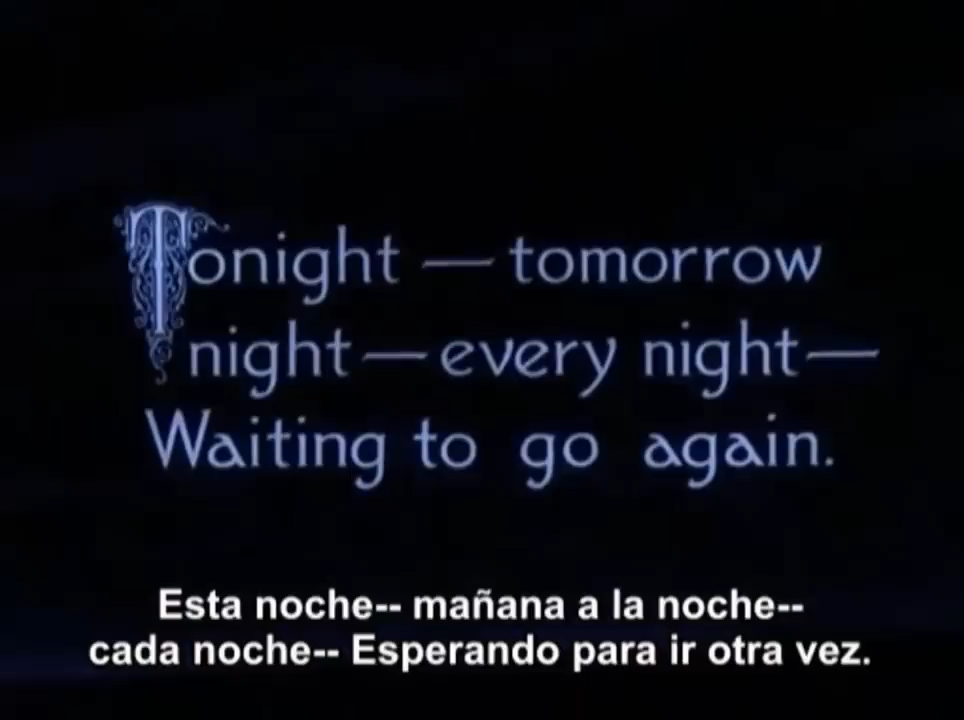 Tonight — tomorrow
night — every night —
Waiting to go again.
Esta noche-- mañana a la noche--
cada noche-- Esperando para ir otra vez.